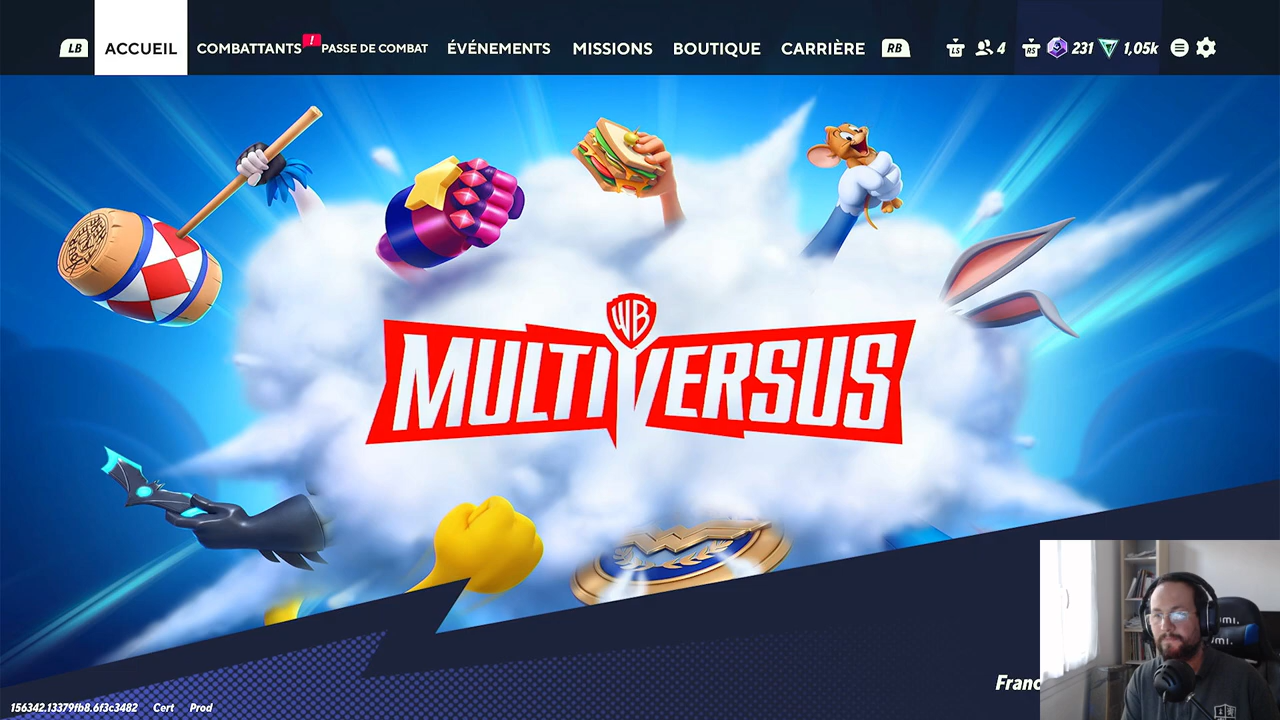 LB ACCUEIL COMBATTANTS ! PASSE DE COMBAT ÉVÉNEMENTS MISSIONS BOUTIQUE CARRIÈRE RB LS 4 RS 231 1,05k
WB
MULTIVERSUS
Franc
156342.13379fb8.6f3c3482 Cert Prod